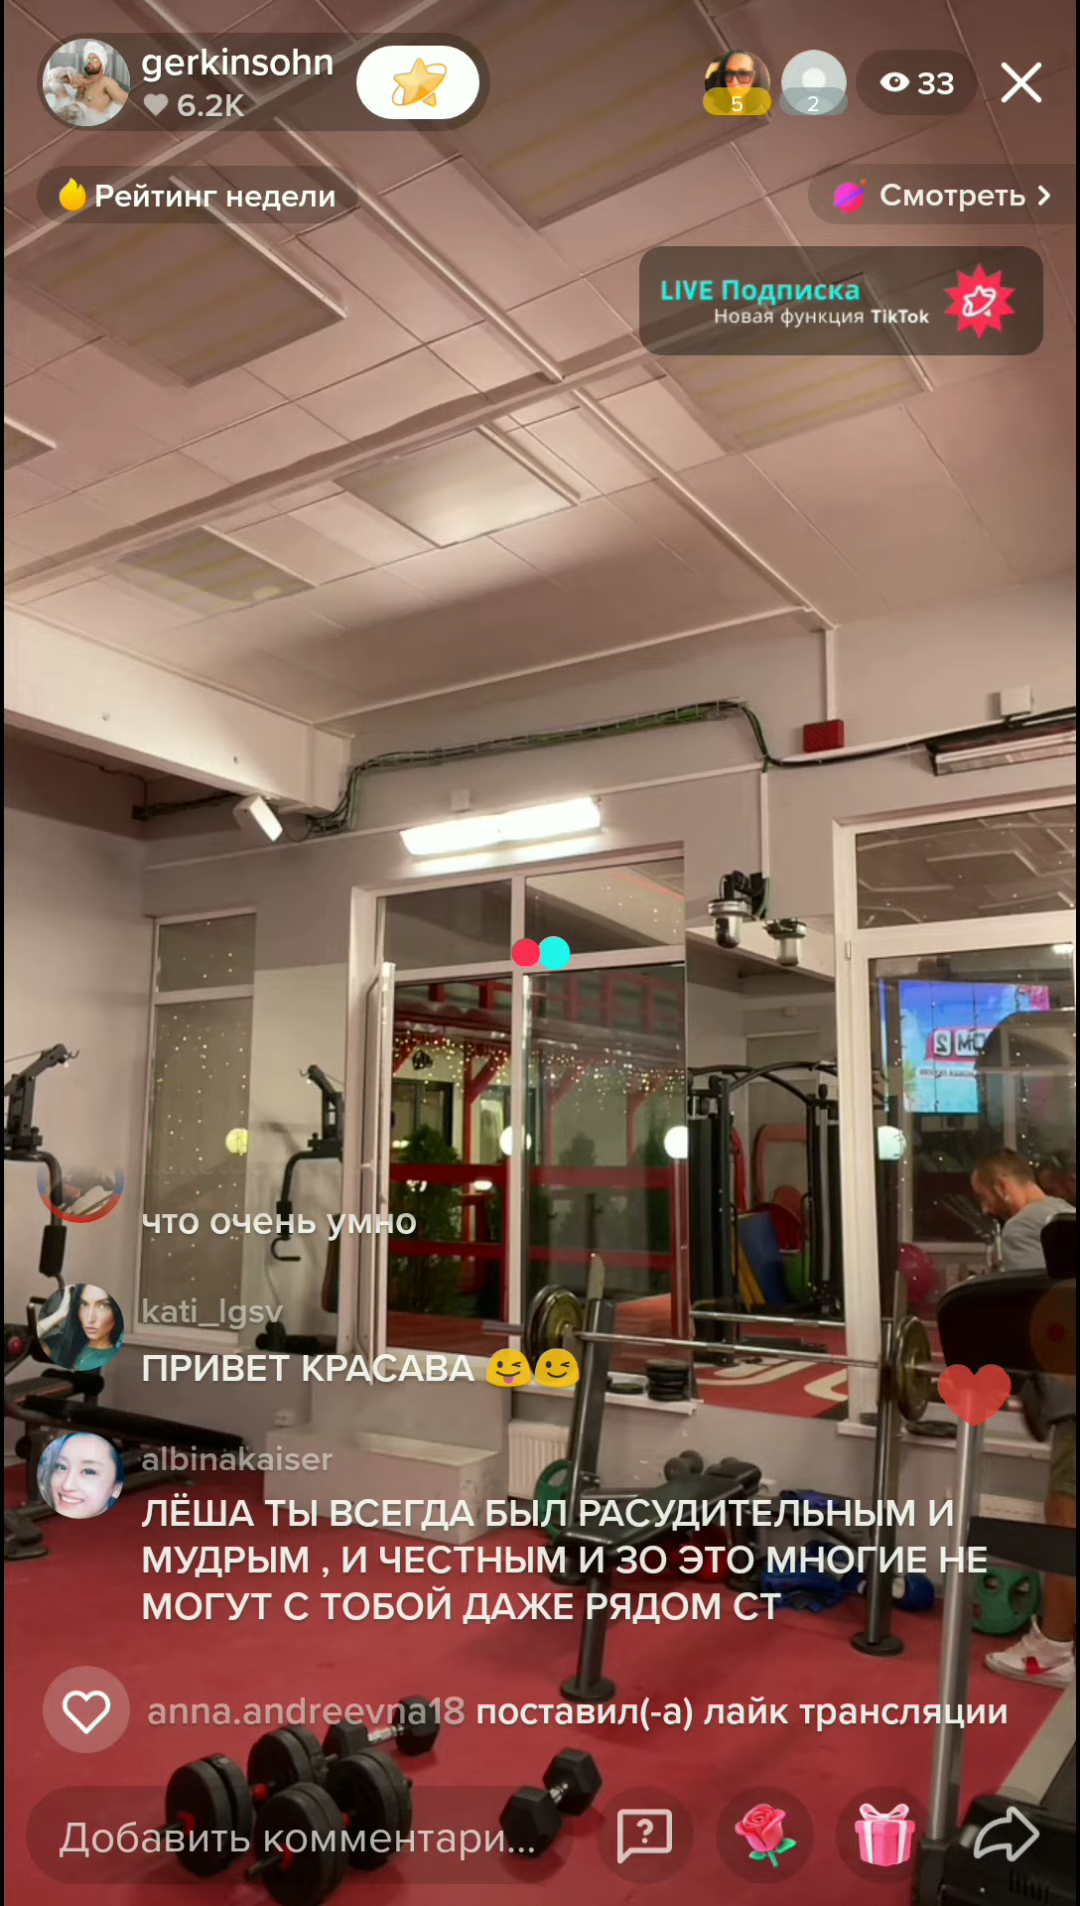 gerkinsohn
6.2K
5
2
33
Рейтинг недели
Смотреть
LIVE Подписка
Новая функция TikTok
что очень умно
kati_lgsv
ПРИВЕТ КРАСАВА 😜😉
albinakaiser
ЛЁША ТЫ ВСЕГДА БЫЛ РАСУДИТЕЛЬНЫМ И
МУДРЫМ , И ЧЕСТНЫМ И ЗО ЭТО МНОГИЕ НЕ
МОГУТ С ТОБОЙ ДАЖЕ РЯДОМ СТ
anna.andreevna18 поставил(-а) лайк трансляции
Добавить комментари...